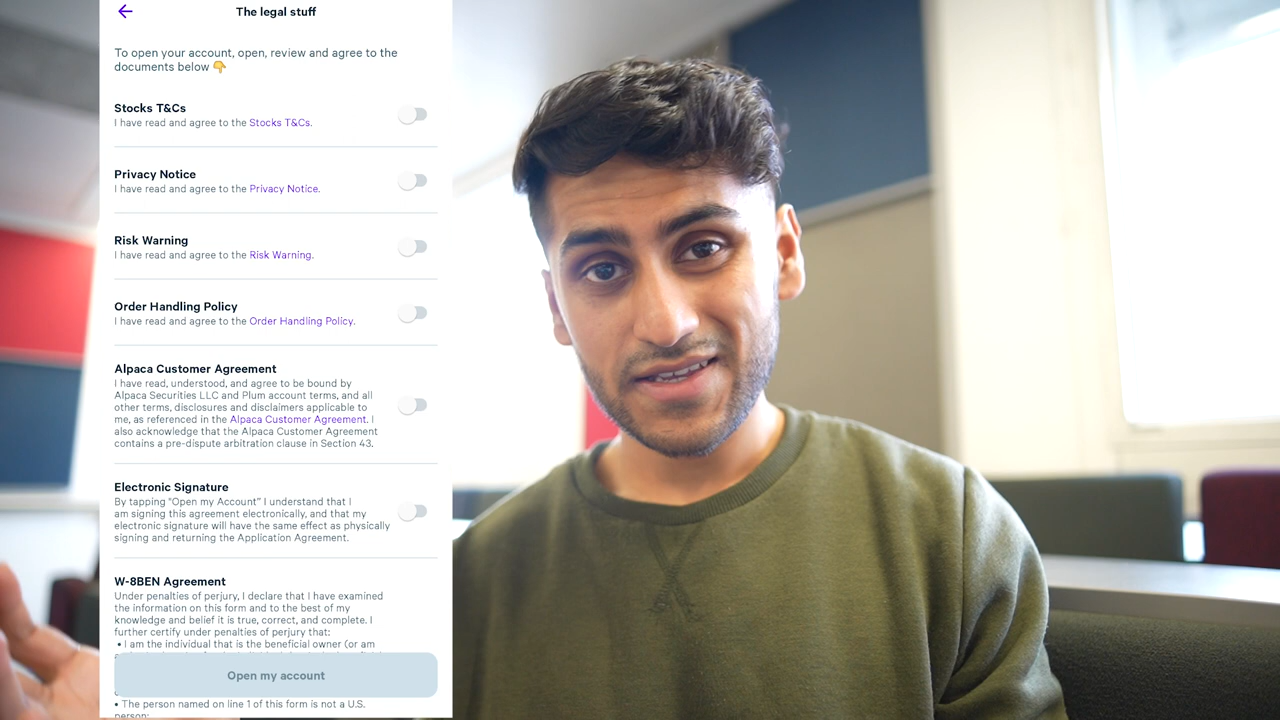 The legal stuff
To open your account, open, review and agree to the
documents below 👇
Stocks T&Cs
I have read and agree to the Stocks T&Cs.
Privacy Notice
I have read and agree to the Privacy Notice.
Risk Warning
I have read and agree to the Risk Warning.
Order Handling Policy
I have read and agree to the Order Handling Policy.
Alpaca Customer Agreement
I have read, understood, and agree to be bound by
Alpaca Securities LLC and Plum account terms, and all
other terms, disclosures and disclaimers applicable to
me, as referenced in the Alpaca Customer Agreement. I
also acknowledge that the Alpaca Customer Agreement
contains a pre-dispute arbitration clause in Section 43.
Electronic Signature
By tapping "Open my Account" I understand that I
am signing this agreement electronically, and that my
electronic signature will have the same effect as physically
signing and returning the Application Agreement.
W-8BEN Agreement
Under penalties of perjury, I declare that I have examined
the information on this form and to the best of my
knowledge and belief it is true, correct, and complete. I
further certify under penalties of perjury that:
• I am the individual that is the beneficial owner (or am
Open my account
• The person named on line 1 of this form is not a U.S.
person;